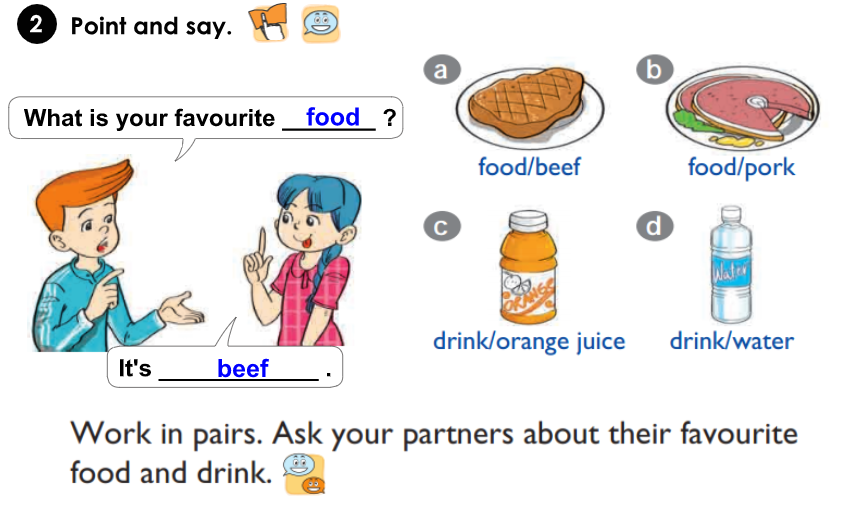 2 Point and say.
What is your favourite food ?
It's beef .
a
food/beef
b
food/pork
c
ORANGE
drink/orange juice
d
Water
drink/water
Work in pairs. Ask your partners about their favourite
food and drink.